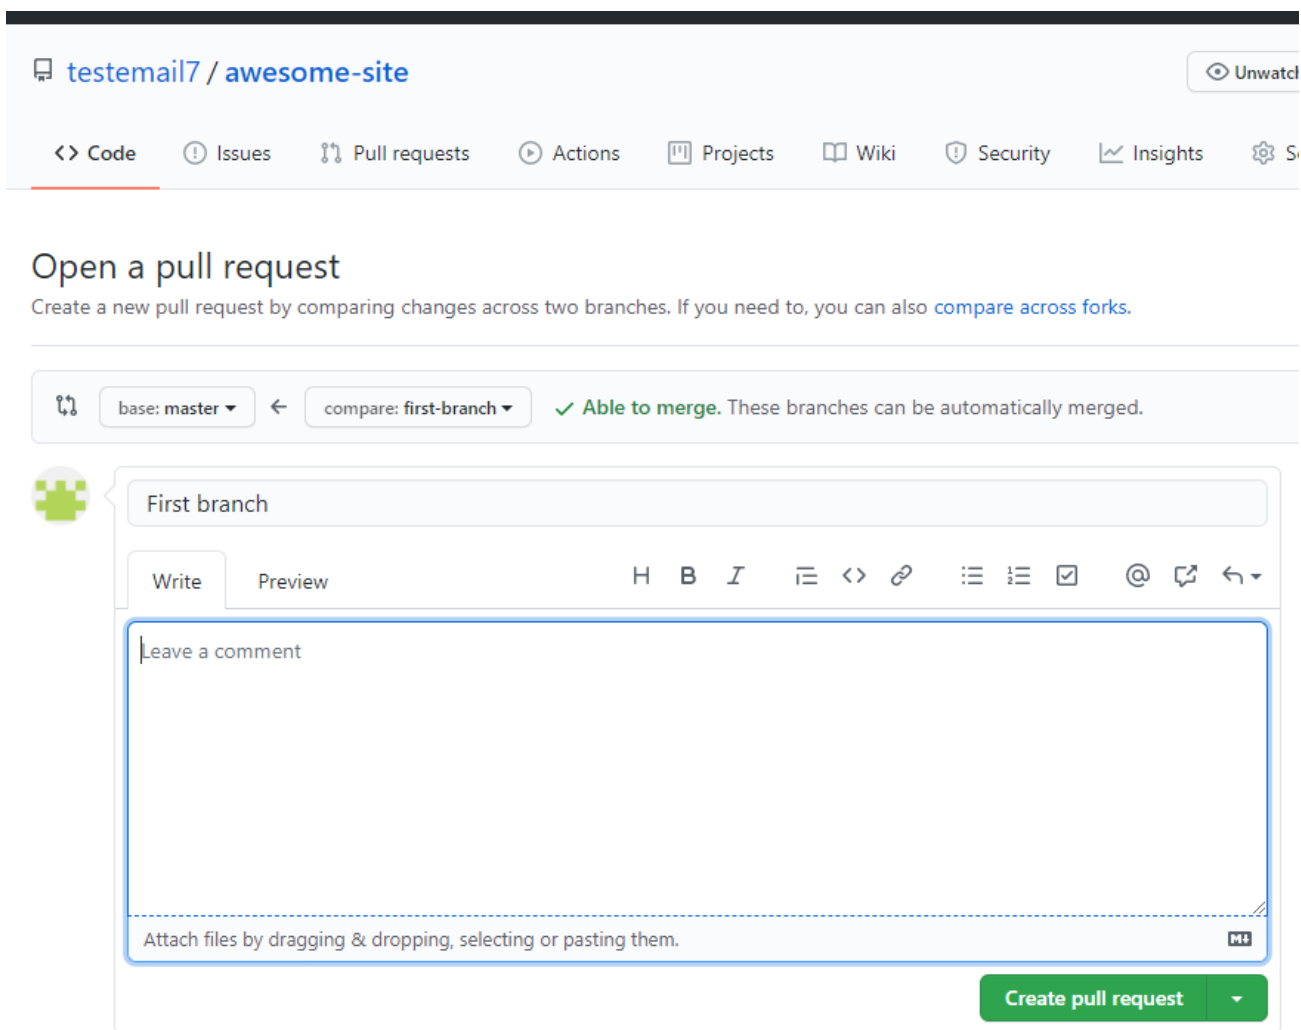 testemail7 / awesome-site
Unwatch
Code Issues Pull requests Actions Projects Wiki Security Insights
Open a pull request
Create a new pull request by comparing changes across two branches. If you need to, you can also compare across forks.
base: master compare: first-branch Able to merge. These branches can be automatically merged.
First branch
Write Preview
Leave a comment
Attach files by dragging & dropping, selecting or pasting them.
Create pull request